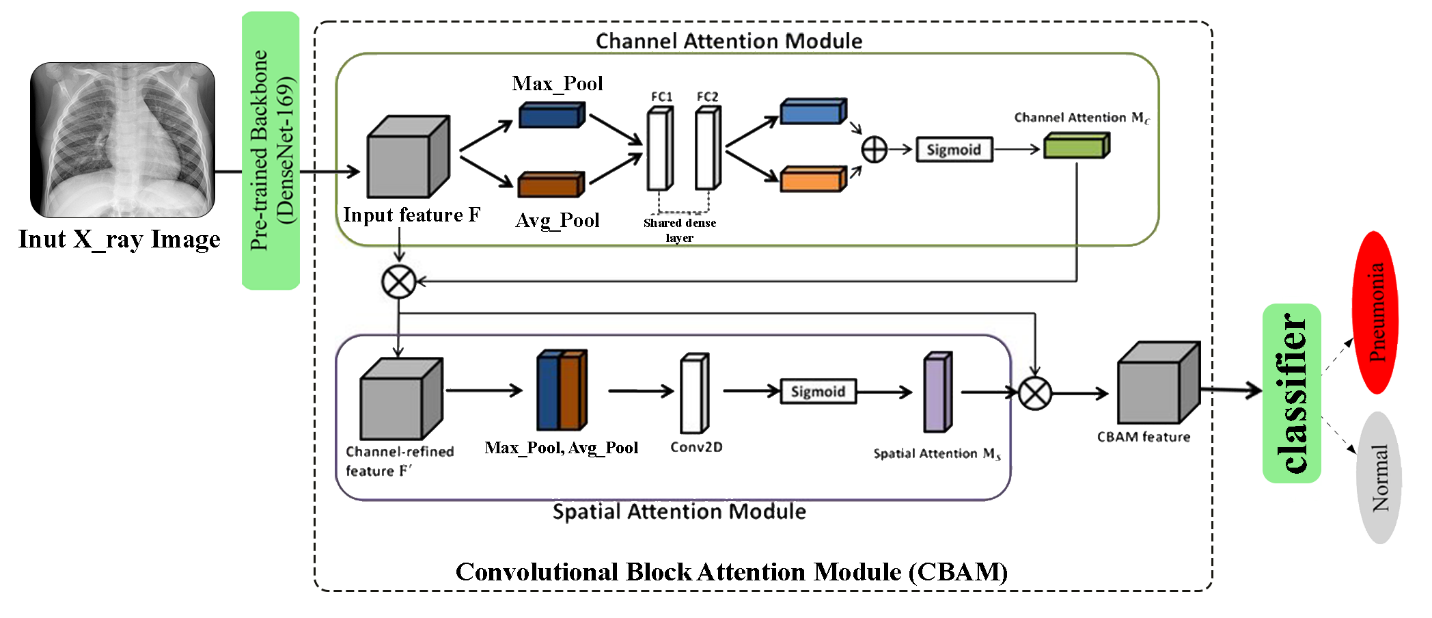 Inut X_ray Image
Pre-trained Backbone
(DenseNet-169)
Channel Attention Module
Input feature F
Max_Pool
Avg_Pool
FC1
FC2
Shared dense
layer
Sigmoid
Channel Attention M_C
Channel-refined
feature F′
Max_Pool, Avg_Pool
Conv2D
Sigmoid
Spatial Attention M_s
Spatial Attention Module
CBAM feature
Convolutional Block Attention Module (CBAM)
classifier
Pneumonia
Normal